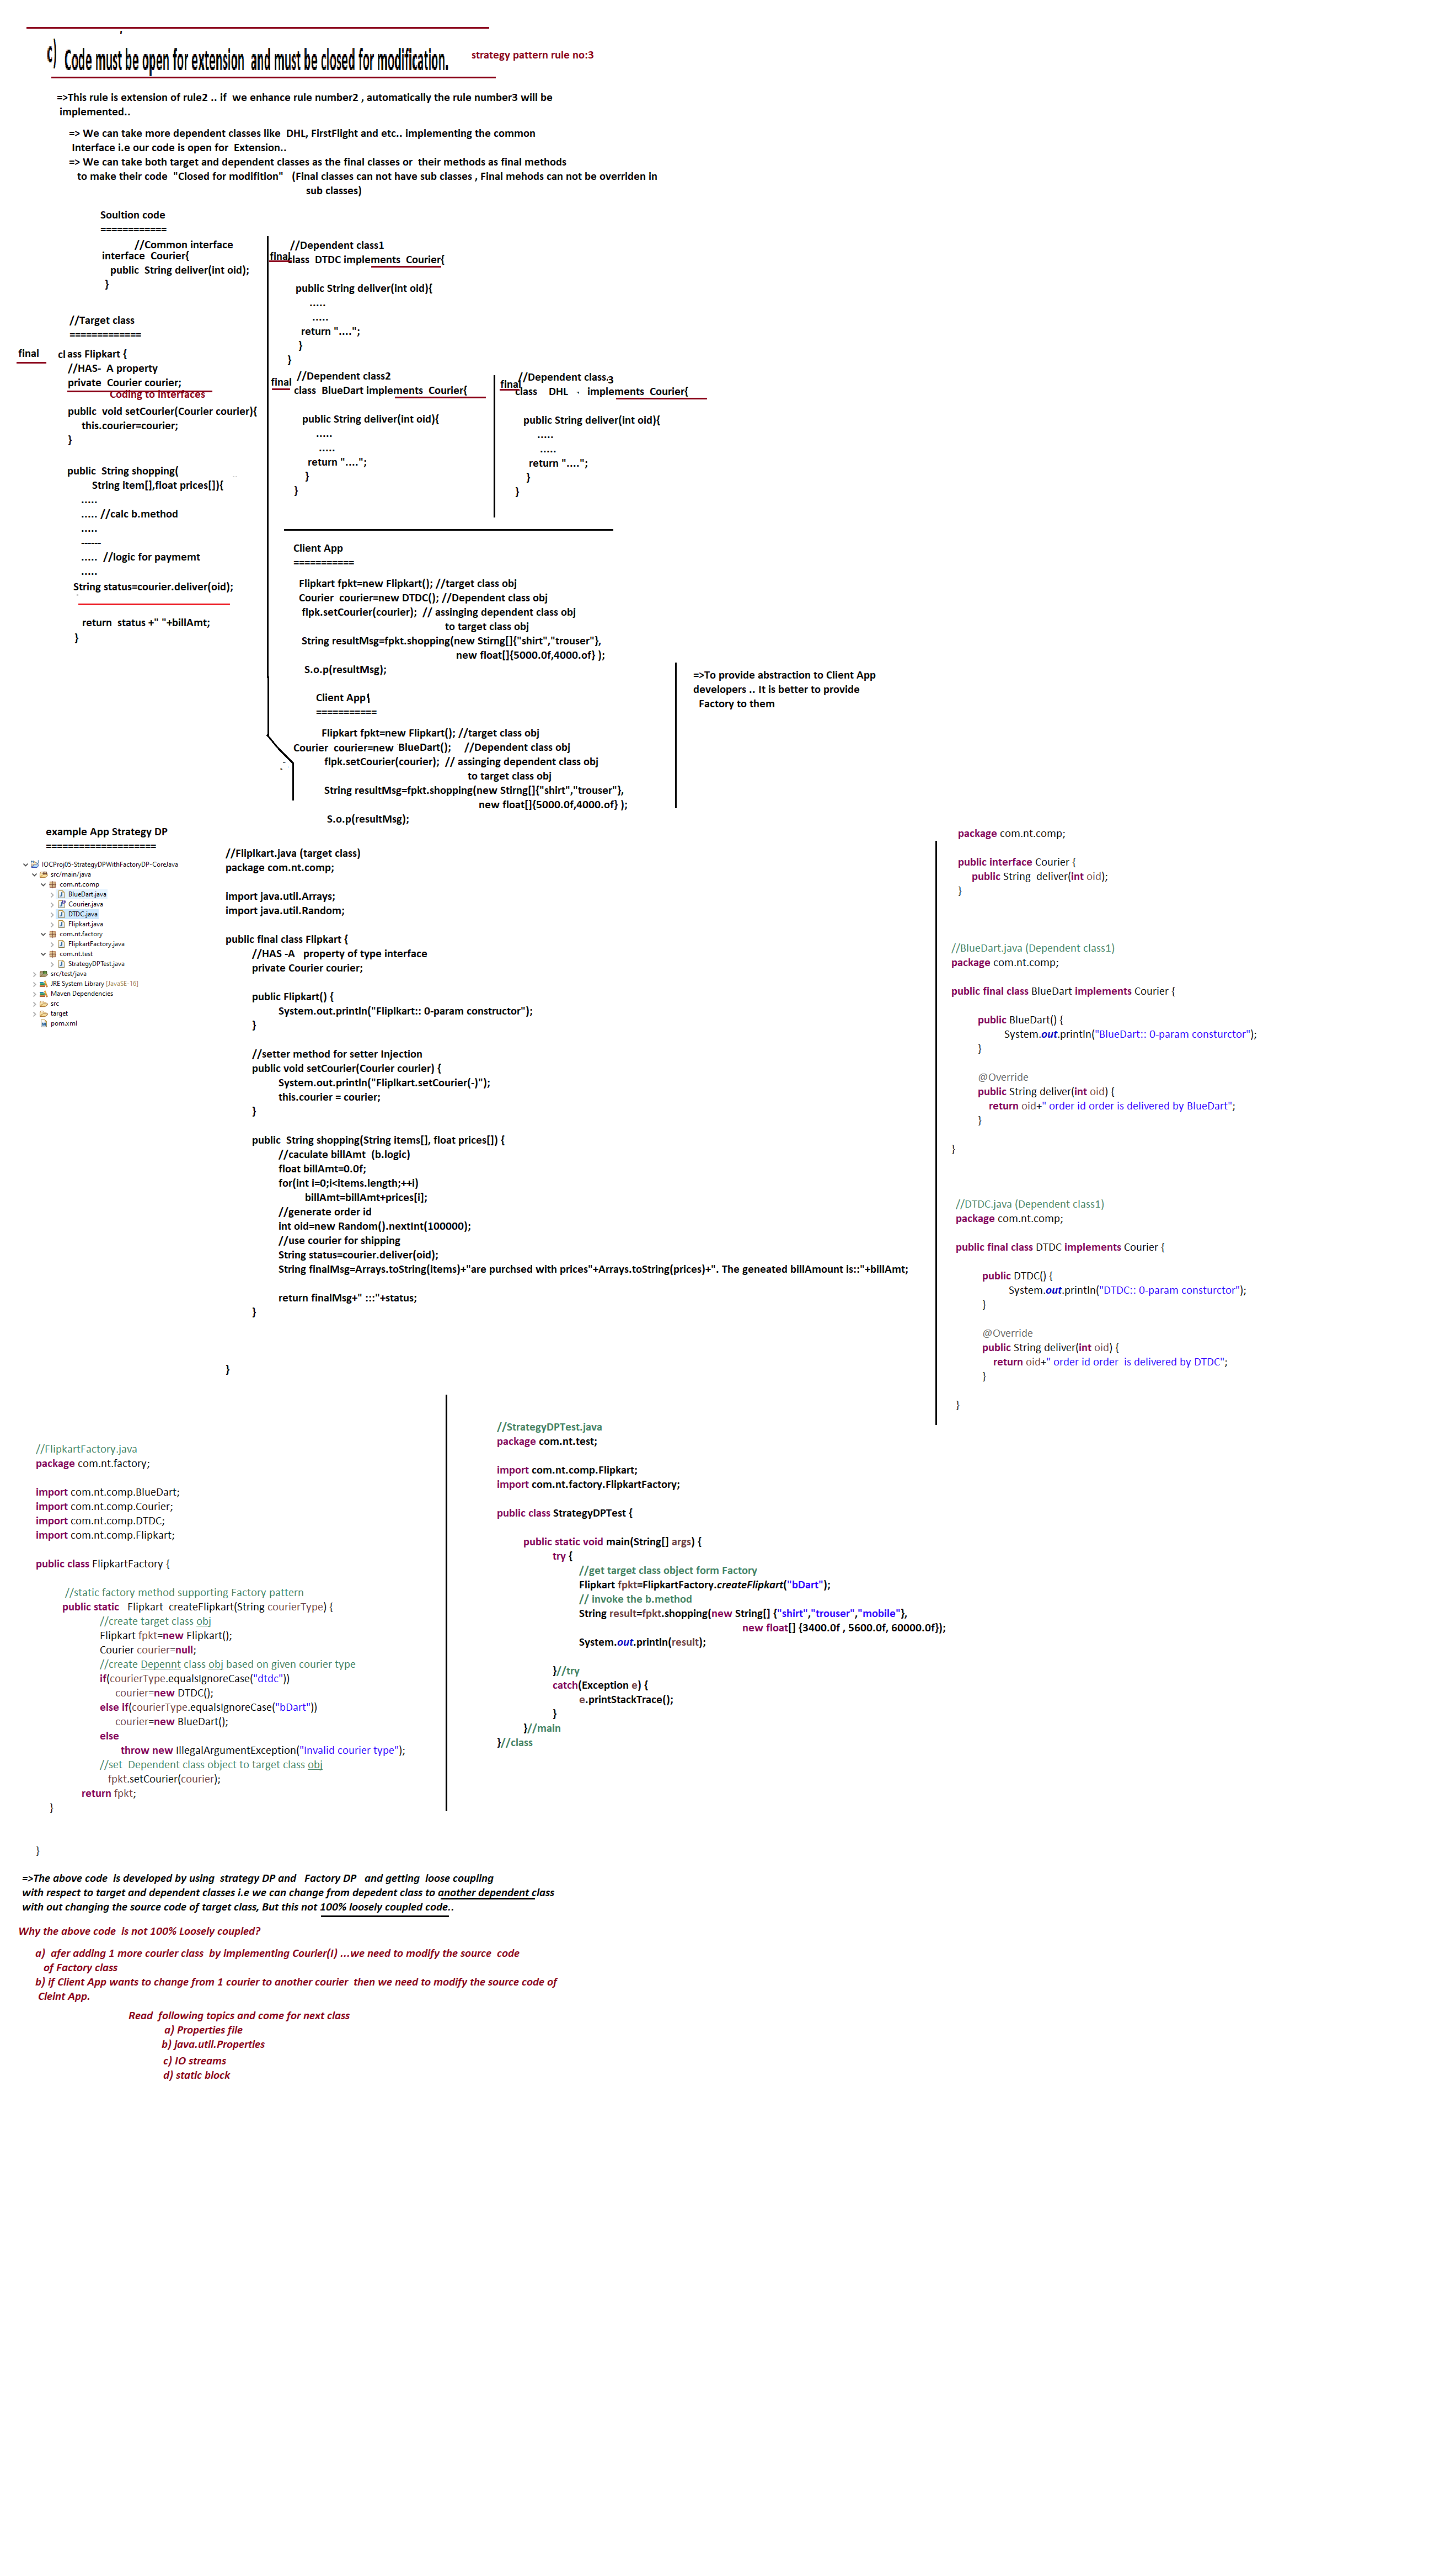 c) Code must be open for extension and must be closed for modification.
strategy pattern rule no:3
=>This rule is extension of rule2 .. if we enhance rule number2 , automatically the rule number3 will be
implemented..
=> We can take more dependent classes like DHL, FirstFlight and etc.. implementing the common
Interface i.e our code is open for Extension..
=> We can take both target and dependent classes as the final classes or their methods as final methods
to make their code "Closed for modifition" (Final classes can not have sub classes , Final mehods can not be overriden in
sub classes)
Soultion code
============
//Common interface
interface Courier{
public String deliver(int oid);
}
//Target class
=============
final class Flipkart {
//HAS- A property
private Courier courier;
Coding to interfaces
public void setCourier(Courier courier){
this.courier=courier;
}
public String shopping(
String item[],float prices[]){
.....
..... //calc b.method
.....
------
..... //logic for paymemt
.....
String status=courier.deliver(oid);
return status +" "+billAmt;
}
//Dependent class1
final class DTDC implements Courier{
public String deliver(int oid){
.....
.....
return "....";
}
}
//Dependent class2
final class BlueDart implements Courier{
public String deliver(int oid){
.....
.....
return "....";
}
}
//Dependent class3
final class DHL implements Courier{
public String deliver(int oid){
.....
.....
return "....";
}
}
Client App
===========
Flipkart fpkt=new Flipkart(); //target class obj
Courier courier=new DTDC(); //Dependent class obj
flpk.setCourier(courier); // assinging dependent class obj
to target class obj
String resultMsg=fpkt.shopping(new Stirng[]{"shirt","trouser"},
new float[]{5000.0f,4000.of} );
S.o.p(resultMsg);
Client App\
===========
Flipkart fpkt=new Flipkart(); //target class obj
Courier courier=new BlueDart(); //Dependent class obj
flpk.setCourier(courier); // assinging dependent class obj
to target class obj
String resultMsg=fpkt.shopping(new Stirng[]{"shirt","trouser"},
new float[]{5000.0f,4000.of} );
S.o.p(resultMsg);
=>To provide abstraction to Client App
developers .. It is better to provide
Factory to them
example App Strategy DP
====================
IOCProj05-StrategyDPWithFactoryDP-CoreJava
src/main/java
com.nt.comp
BlueDart.java
Courier.java
DTDC.java
Flipkart.java
com.nt.factory
FlipkartFactory.java
com.nt.test
StrategyDPTest.java
src/test/java
JRE System Library [JavaSE-16]
Maven Dependencies
src
target
pom.xml
//Fliplkart.java (target class)
package com.nt.comp;
import java.util.Arrays;
import java.util.Random;
public final class Flipkart {
//HAS -A property of type interface
private Courier courier;
public Flipkart() {
System.out.println("Fliplkart:: 0-param constructor");
}
//setter method for setter Injection
public void setCourier(Courier courier) {
System.out.println("Fliplkart.setCourier(-)");
this.courier = courier;
}
public String shopping(String items[], float prices[]) {
//caculate billAmt (b.logic)
float billAmt=0.0f;
for(int i=0;i<items.length;++i)
billAmt=billAmt+prices[i];
//generate order id
int oid=new Random().nextInt(100000);
//use courier for shipping
String status=courier.deliver(oid);
String finalMsg=Arrays.toString(items)+"are purchsed with prices"+Arrays.toString(prices)+". The geneated billAmount is::"+billAmt;
return finalMsg+" :::"+status;
}
}
package com.nt.comp;
public interface Courier {
public String deliver(int oid);
}
//BlueDart.java (Dependent class1)
package com.nt.comp;
public final class BlueDart implements Courier {
public BlueDart() {
System.out.println("BlueDart:: 0-param consturctor");
}
@Override
public String deliver(int oid) {
return oid+" order id order is delivered by BlueDart";
}
}
//DTDC.java (Dependent class1)
package com.nt.comp;
public final class DTDC implements Courier {
public DTDC() {
System.out.println("DTDC:: 0-param consturctor");
}
@Override
public String deliver(int oid) {
return oid+" order id order is delivered by DTDC";
}
}
//FlipkartFactory.java
package com.nt.factory;
import com.nt.comp.BlueDart;
import com.nt.comp.Courier;
import com.nt.comp.DTDC;
import com.nt.comp.Flipkart;
public class FlipkartFactory {
//static factory method supporting Factory pattern
public static Flipkart createFlipkart(String courierType) {
//create target class obj
Flipkart fpkt=new Flipkart();
Courier courier=null;
//create Depennt class obj based on given courier type
if(courierType.equalsIgnoreCase("dtdc"))
courier=new DTDC();
else if(courierType.equalsIgnoreCase("bDart"))
courier=new BlueDart();
else
throw new IllegalArgumentException("Invalid courier type");
//set Dependent class object to target class obj
fpkt.setCourier(courier);
return fpkt;
}
}
//StrategyDPTest.java
package com.nt.test;
import com.nt.comp.Flipkart;
import com.nt.factory.FlipkartFactory;
public class StrategyDPTest {
public static void main(String[] args) {
try {
//get target class object form Factory
Flipkart fpkt=FlipkartFactory.createFlipkart("bDart");
// invoke the b.method
String result=fpkt.shopping(new String[] {"shirt","trouser","mobile"},
new float[] {3400.0f , 5600.0f, 60000.0f});
System.out.println(result);
}//try
catch(Exception e) {
e.printStackTrace();
}
}//main
}//class
=>The above code is developed by using strategy DP and Factory DP and getting loose coupling
with respect to target and dependent classes i.e we can change from depedent class to another dependent class
with out changing the source code of target class, But this not 100% loosely coupled code..
Why the above code is not 100% Loosely coupled?
a) afer adding 1 more courier class by implementing Courier(I) ...we need to modify the source code
of Factory class
b) if Client App wants to change from 1 courier to another courier then we need to modify the source code of
Cleint App.
Read following topics and come for next class
a) Properties file
b) java.util.Properties
c) IO streams
d) static block